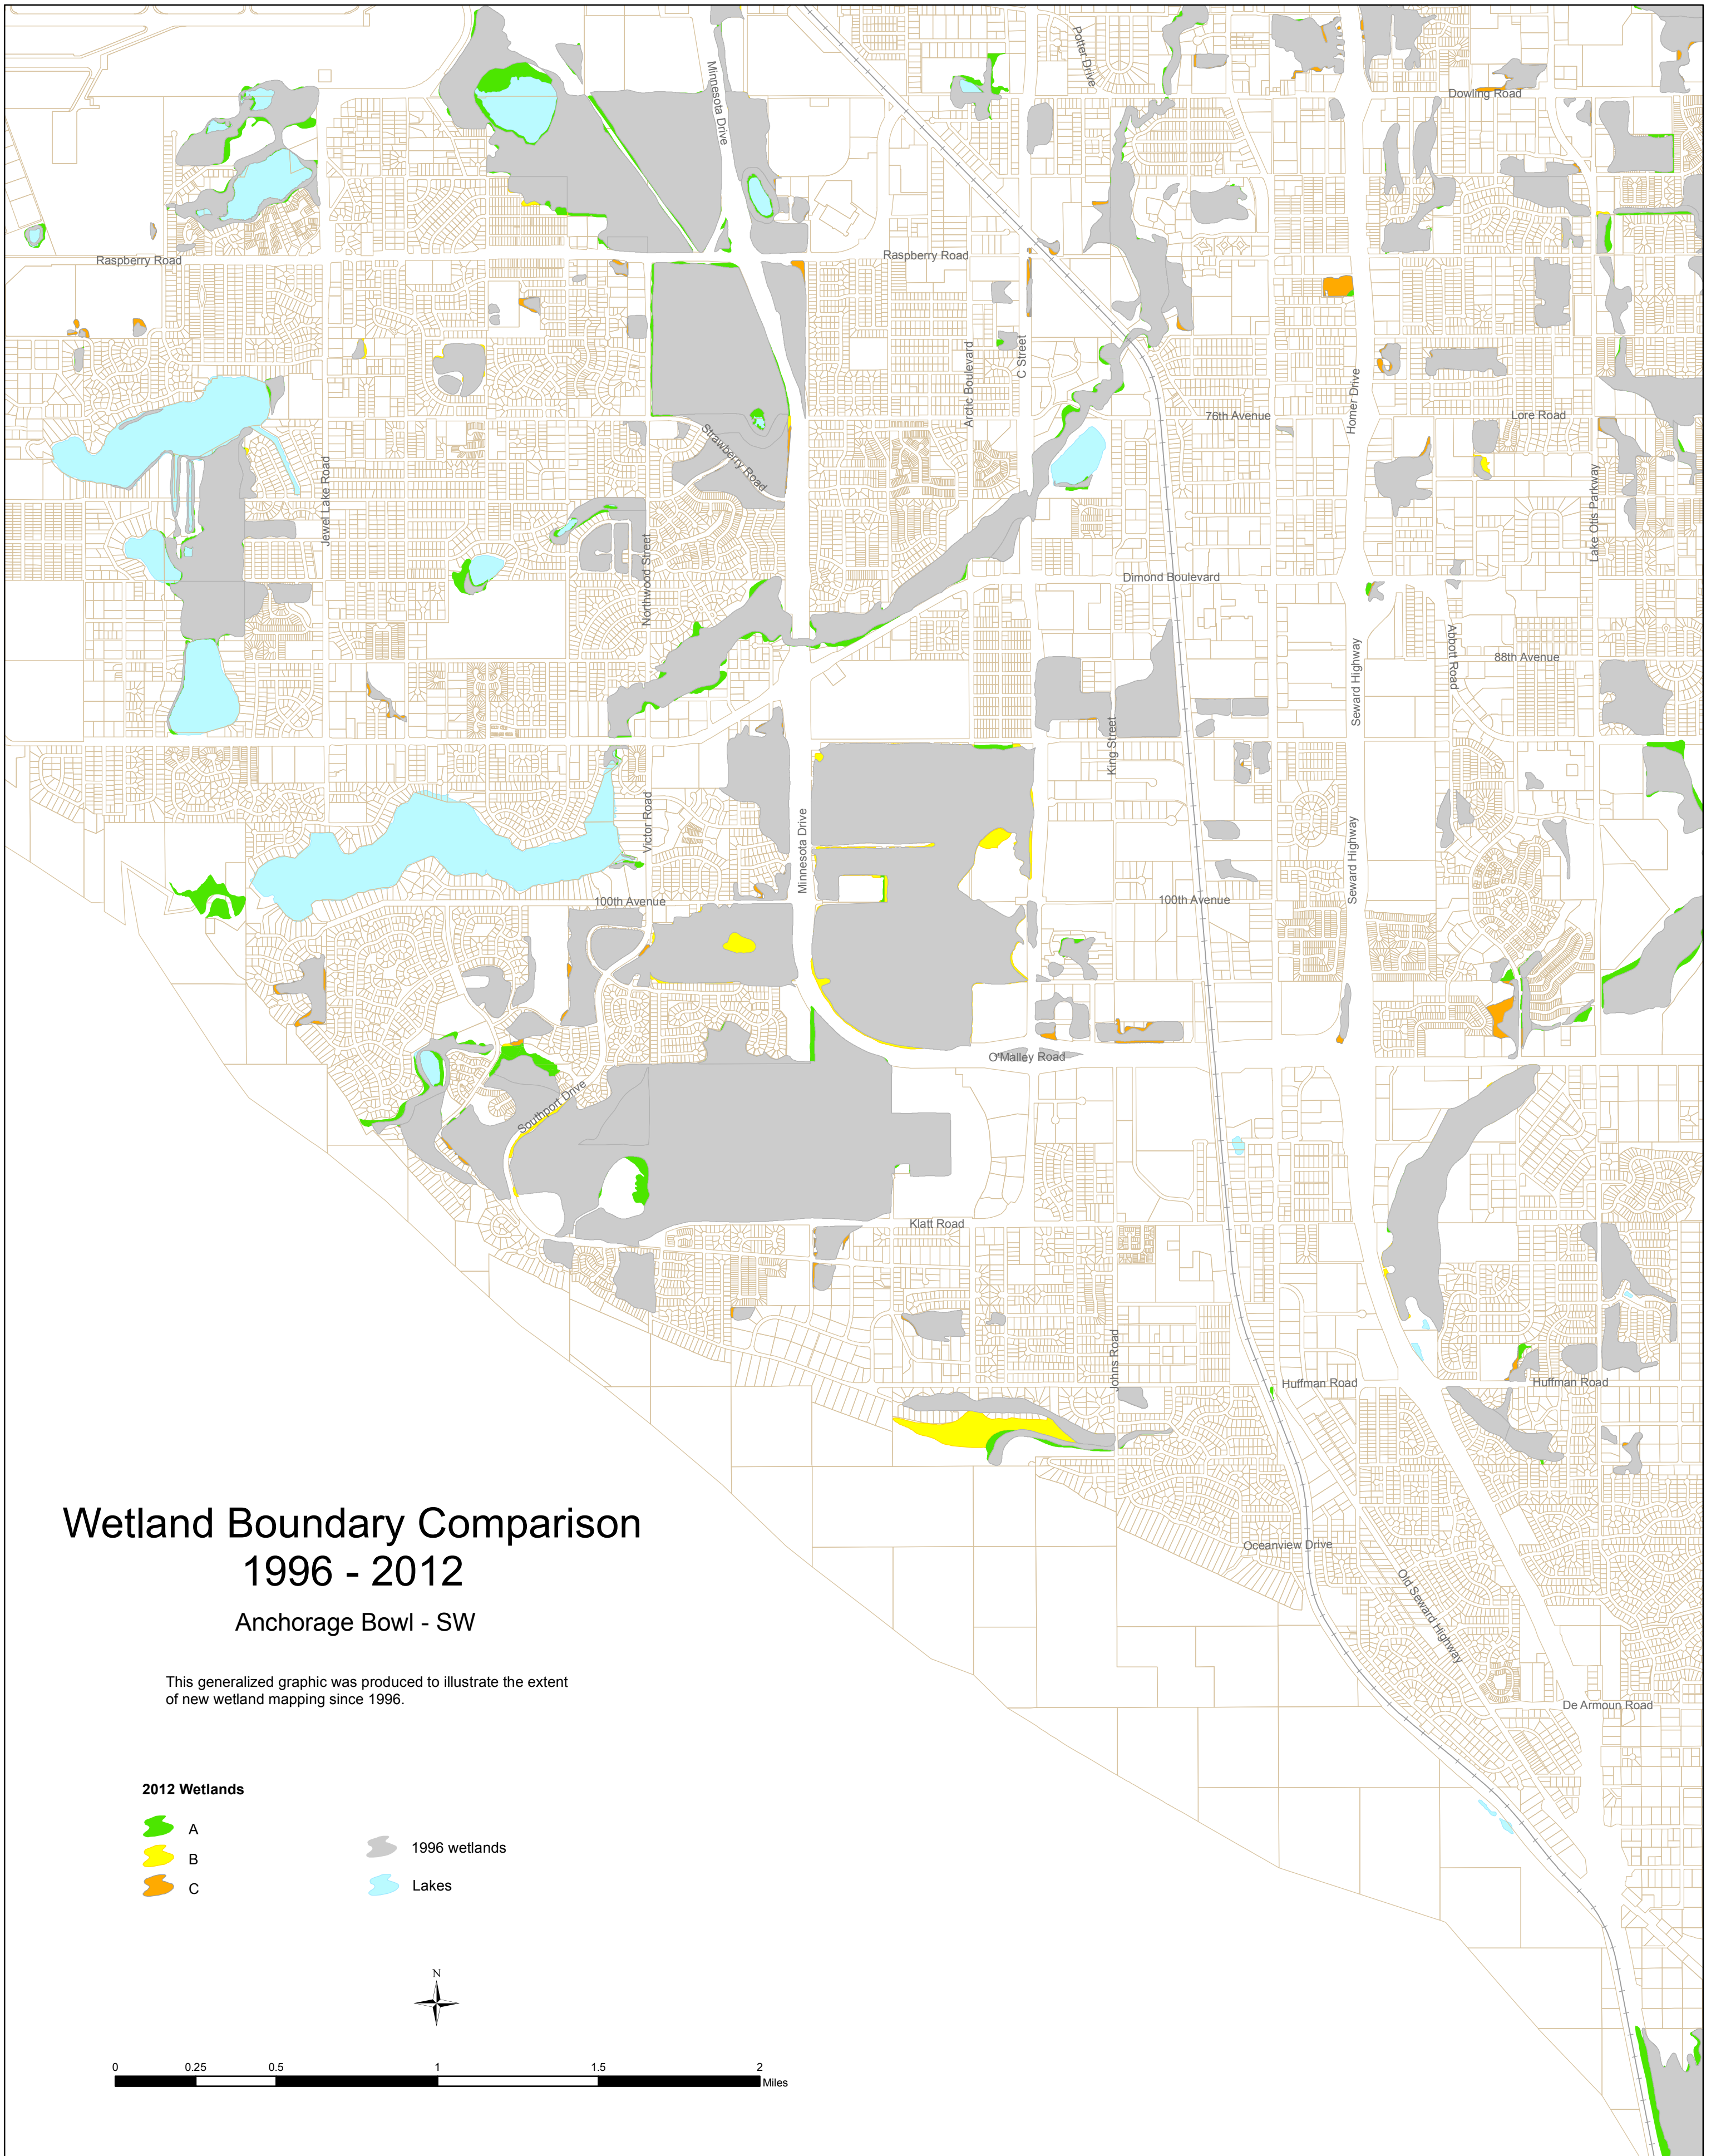 Potter Drive
Minnesota Drive
Dowling Road
Raspberry Road
Raspberry Road
Arctic Boulevard
C Street
Homer Drive
76th Avenue
Lore Road
Strawberry Road
Jewel Lake Road
Lake Otis Parkway
Northwood Street
Dimond Boulevard
Seward Highway
Abbott Road
88th Avenue
King Street
Victor Road
Minnesota Drive
Seward Highway
100th Avenue
100th Avenue
O'Malley Road
Southport Drive
Klatt Road
Johns Road
Huffman Road
Huffman Road
Oceanview Drive
Old Seward Highway
De Armoun Road
Wetland Boundary Comparison
1996 - 2012
Anchorage Bowl - SW
This generalized graphic was produced to illustrate the extent
of new wetland mapping since 1996.
2012 Wetlands
A
B
C
1996 wetlands
Lakes
N
0 0.25 0.5 1 1.5 2
Miles